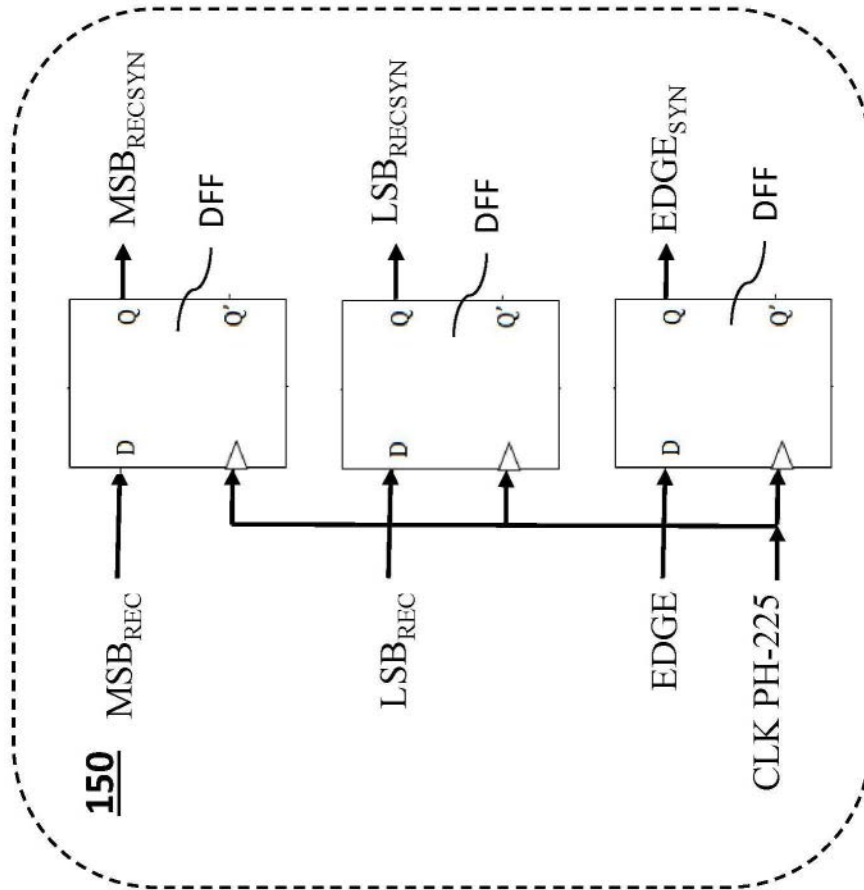 150
MSB_REC
D
Q
Q'
MSB_RECSYN
DFF
LSB_REC
D
Q
Q'
LSB_RECSYN
DFF
EDGE
D
Q
Q'
EDGE_SYN
DFF
CLK PH-225